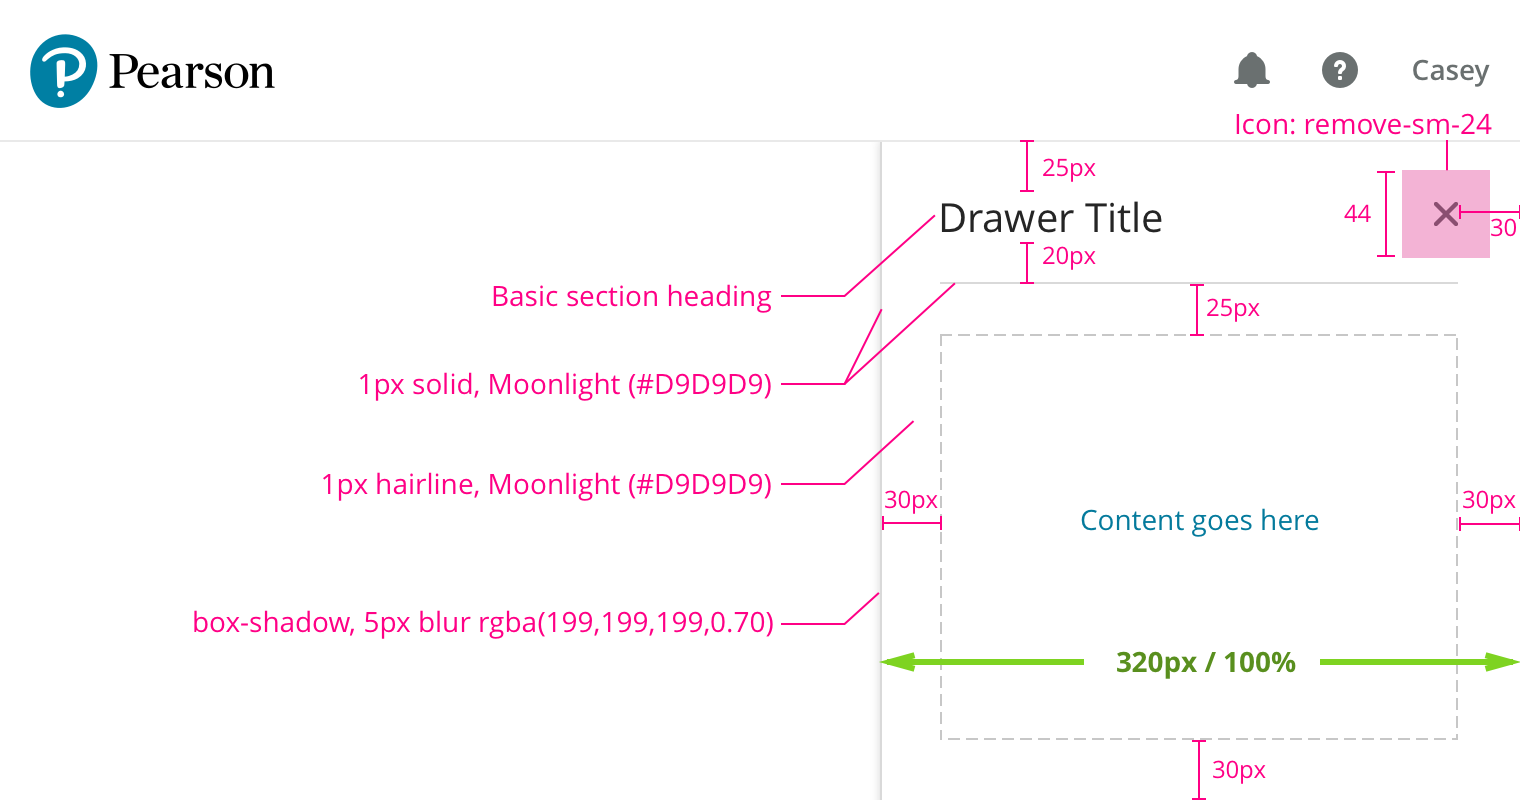 Pearson
Casey
Icon: remove-sm-24
25px
Drawer Title
44
30
20px
Basic section heading
25px
1px solid, Moonlight (#D9D9D9)
1px hairline, Moonlight (#D9D9D9)
30px
30px
Content goes here
box-shadow, 5px blur rgba(199,199,199,0.70)
320px / 100%
30px